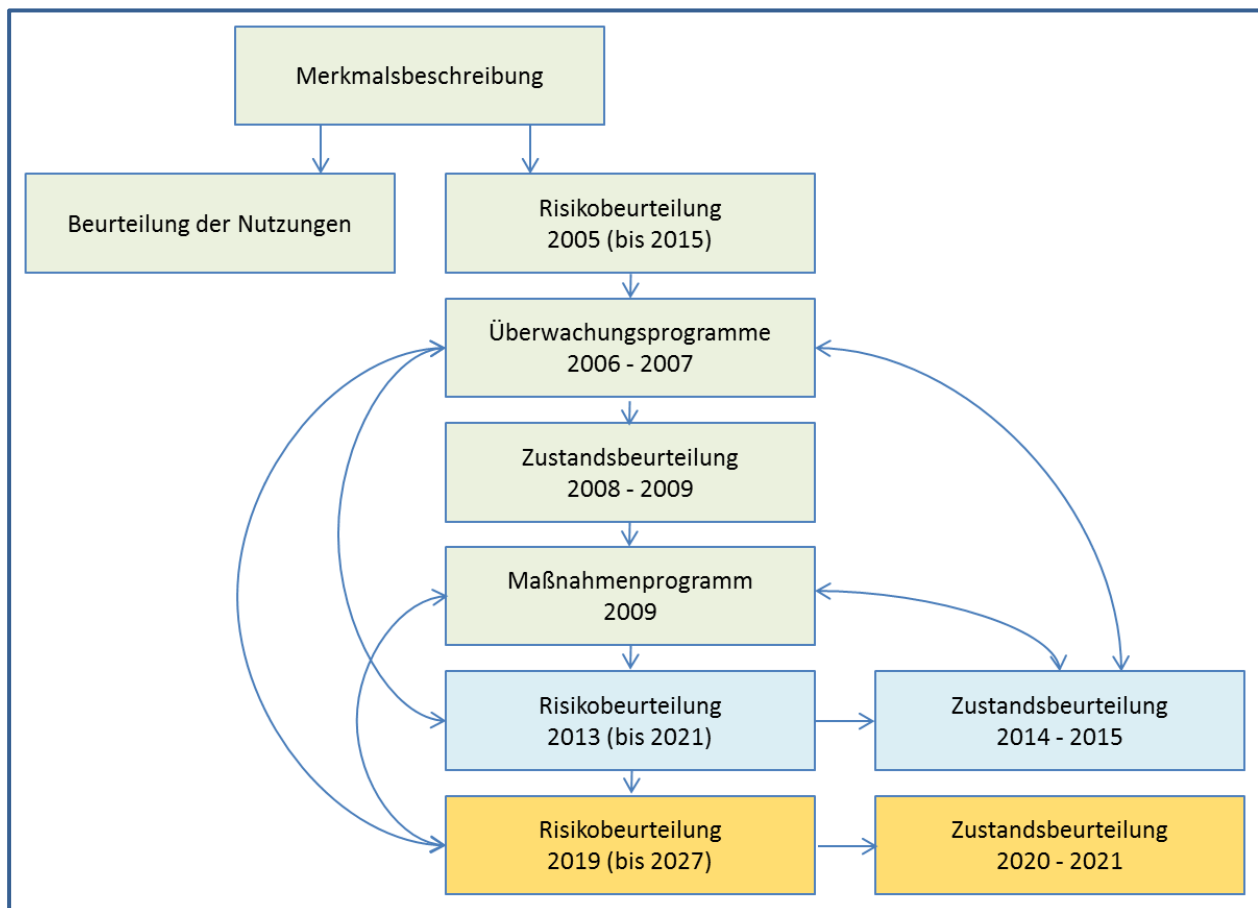 Merkmalsbeschreibung
Beurteilung der Nutzungen
Risikobeurteilung
2005 (bis 2015)
Überwachungsprogramme
2006 - 2007
Zustandsbeurteilung
2008 - 2009
Maßnahmenprogramm
2009
Risikobeurteilung
2013 (bis 2021)
Zustandsbeurteilung
2014 - 2015
Risikobeurteilung
2019 (bis 2027)
Zustandsbeurteilung
2020 - 2021